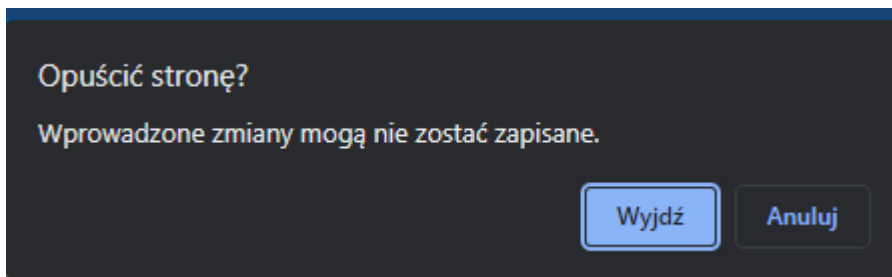 Opuścić stronę?
Wprowadzone zmiany mogą nie zostać zapisane.
Wyjdź Anuluj